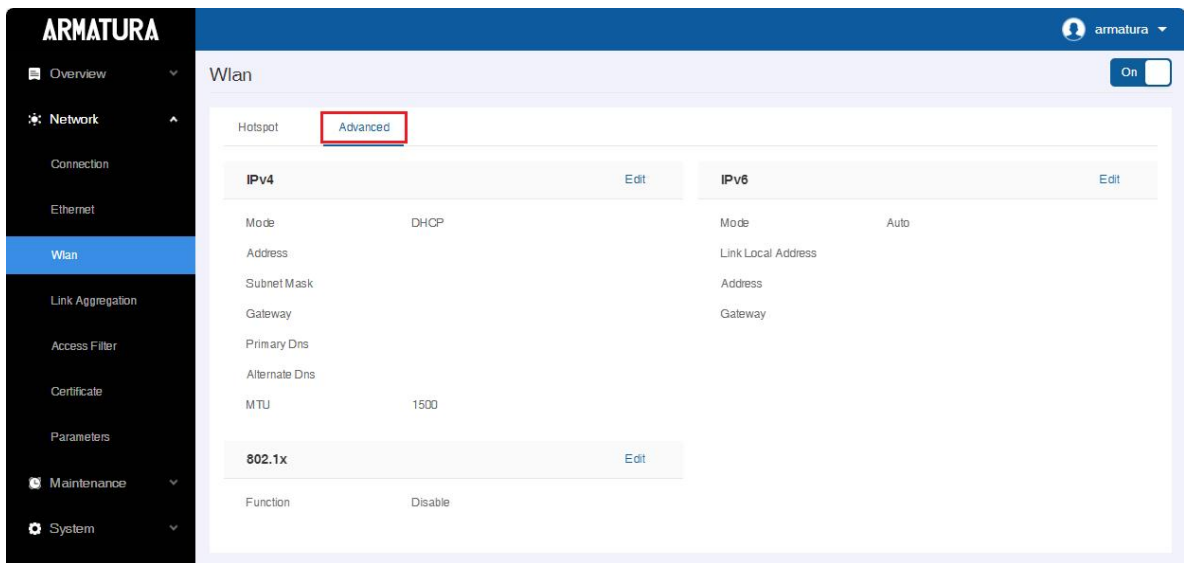 ARMATURA
armatura
Overview
Network
Connection
Ethernet
Wlan
Link Aggregation
Access Filter
Certificate
Parameters
Maintenance
System
Wlan
On
Hotspot Advanced
IPv4 Edit
Mode DHCP
Address
Subnet Mask
Gateway
Primary Dns
Alternate Dns
MTU 1500
IPv6 Edit
Mode Auto
Link Local Address
Address
Gateway
802.1x Edit
Function Disable